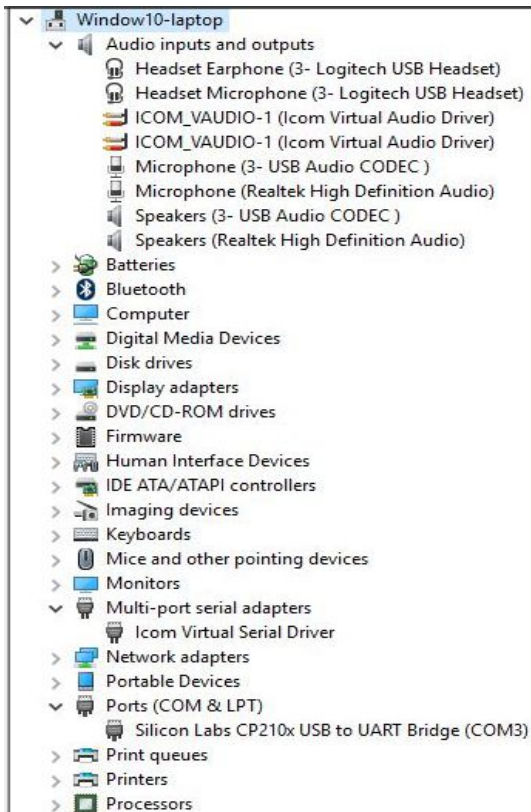 Window10-laptop
Audio inputs and outputs
Headset Earphone (3- Logitech USB Headset)
Headset Microphone (3- Logitech USB Headset)
ICOM_VAUDIO-1 (Icom Virtual Audio Driver)
ICOM_VAUDIO-1 (Icom Virtual Audio Driver)
Microphone (3- USB Audio CODEC )
Microphone (Realtek High Definition Audio)
Speakers (3- USB Audio CODEC )
Speakers (Realtek High Definition Audio)
Batteries
Bluetooth
Computer
Digital Media Devices
Disk drives
Display adapters
DVD/CD-ROM drives
Firmware
Human Interface Devices
IDE ATA/ATAPI controllers
Imaging devices
Keyboards
Mice and other pointing devices
Monitors
Multi-port serial adapters
Icom Virtual Serial Driver
Network adapters
Portable Devices
Ports (COM & LPT)
Silicon Labs CP210x USB to UART Bridge (COM3)
Print queues
Printers
Processors